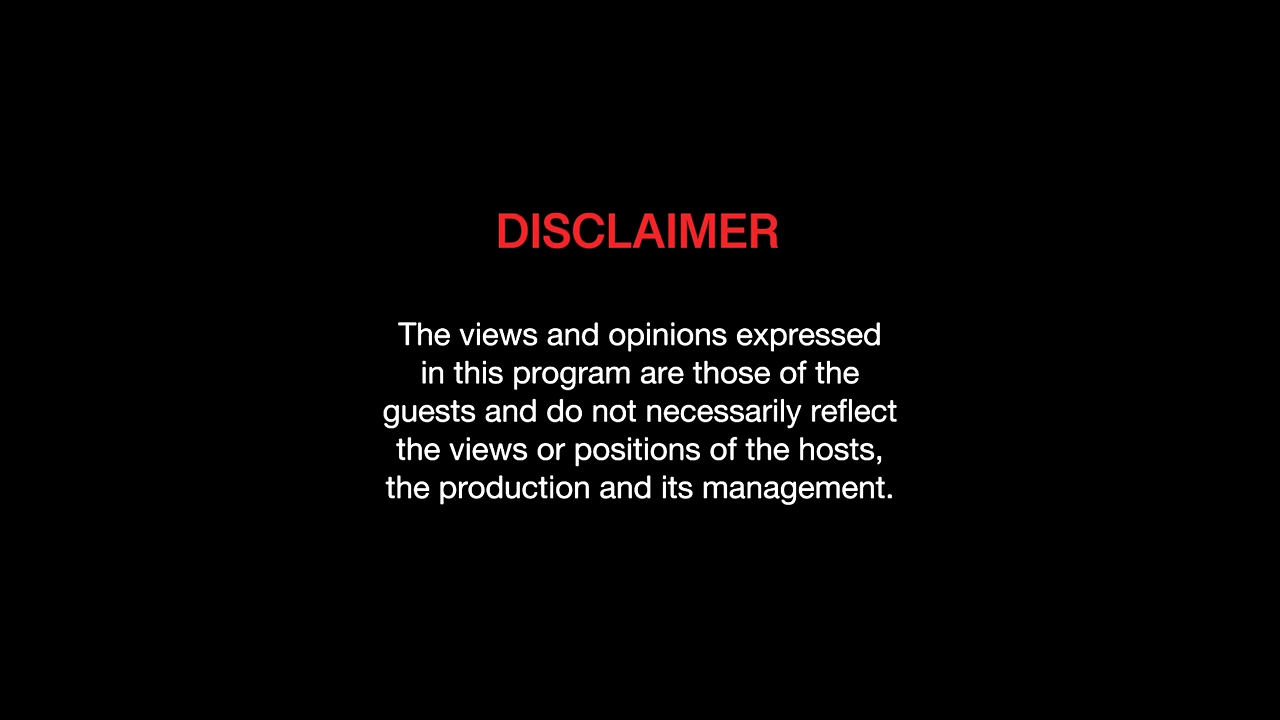 DISCLAIMER
The views and opinions expressed
in this program are those of the
guests and do not necessarily reflect
the views or positions of the hosts,
the production and its management.